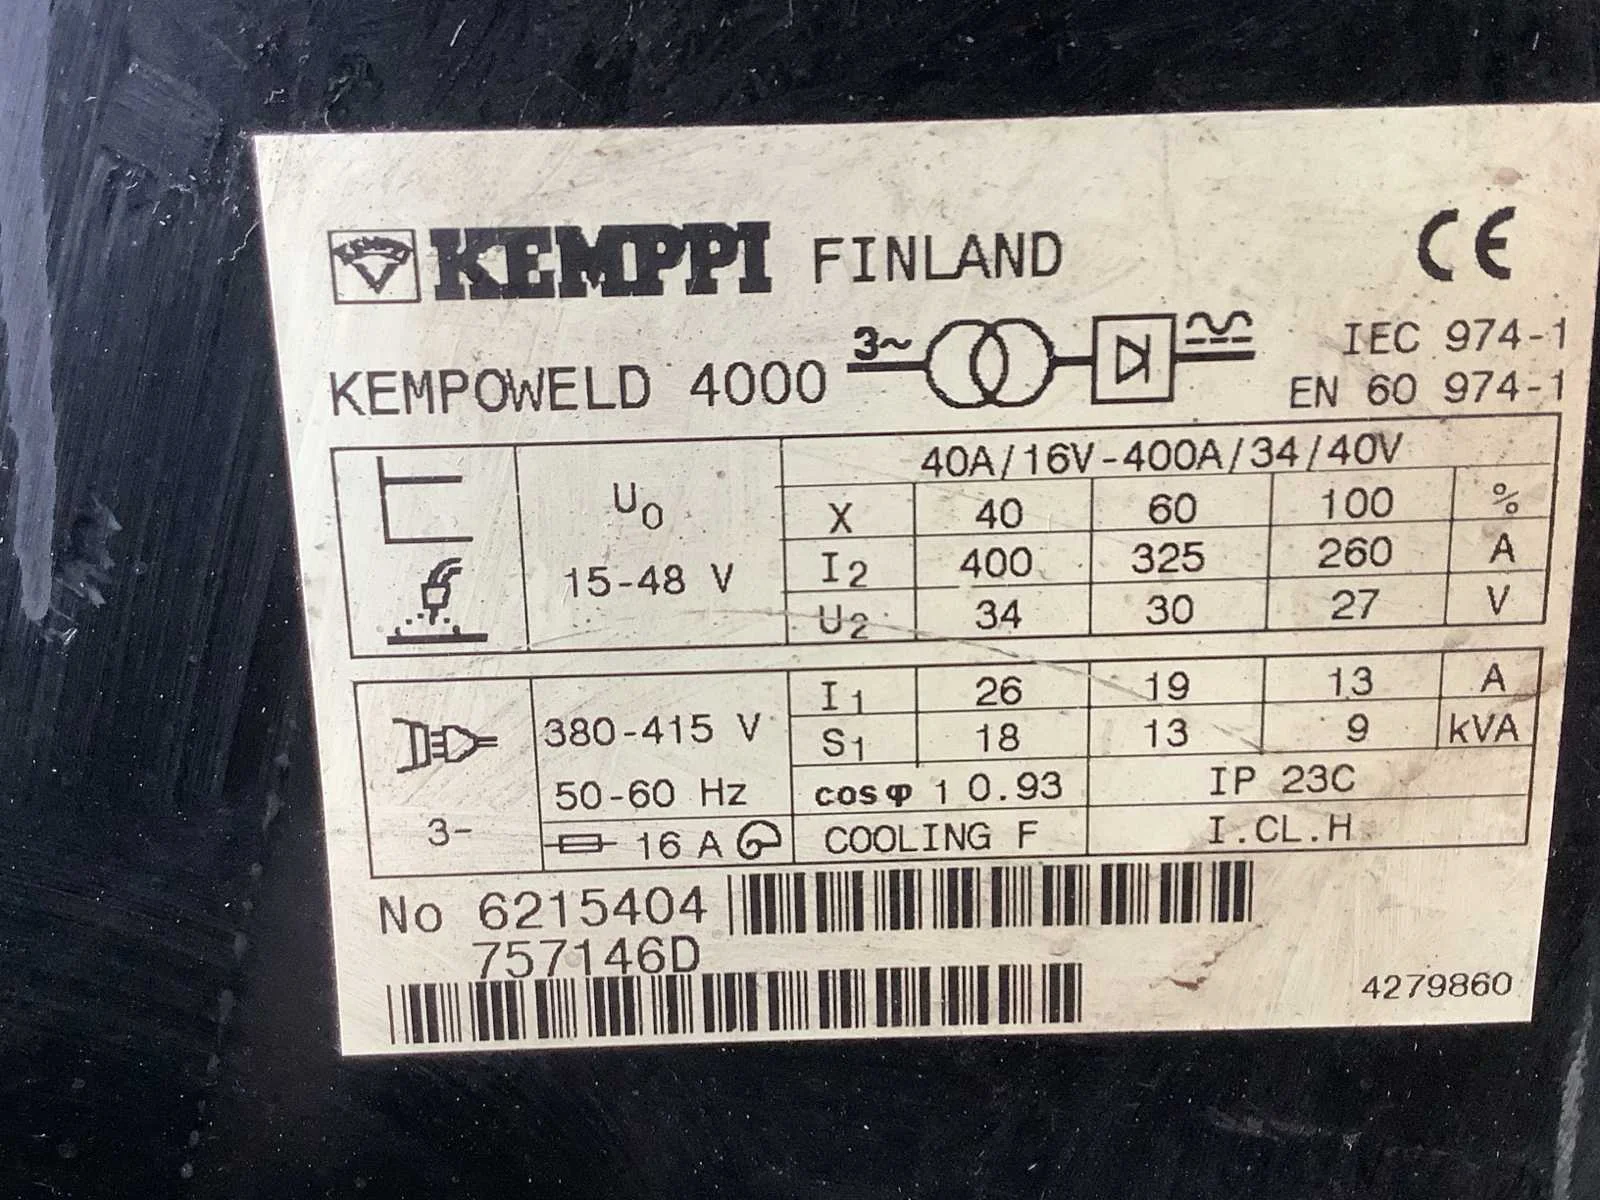 KEMPPI FINLAND CE
KEMPOWELD 4000 3~ IEC 974-1
EN 60 974-1
40A/16V-400A/34/40V
U0
15-48 V
X 40 60 100 %
I2 400 325 260 A
U2 34 30 27 V
380-415 V
50-60 Hz
3~
16 A
I1 26 19 13 A
S1 18 13 9 kVA
cosφ 1 0.93 IP 23C
COOLING F I.CL.H
No 6215404
757146D
4279860